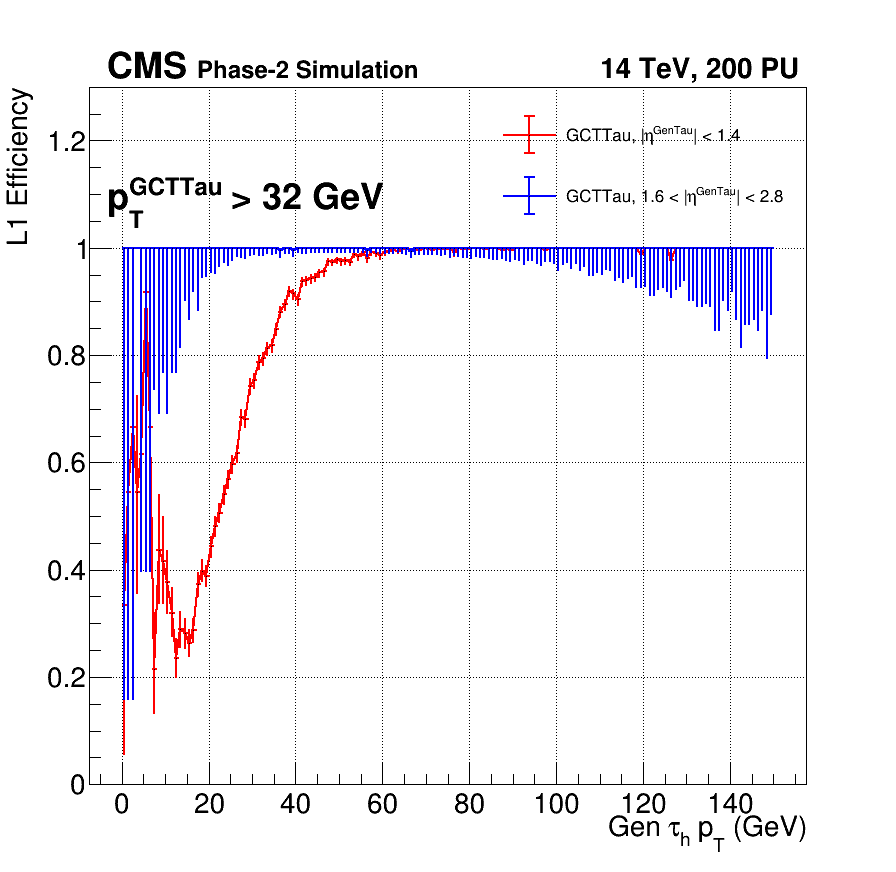 CMS Phase-2 Simulation 14 TeV, 200 PU
L1 Efficiency
GCTTau, |η^GenTau| < 1.4
GCTTau, 1.6 < |η^GenTau| < 2.8
p_T^GCTTau > 32 GeV
1.2
1
0.8
0.6
0.4
0.2
0
0 20 40 60 80 100 120 140
Gen τ_h p_T (GeV)